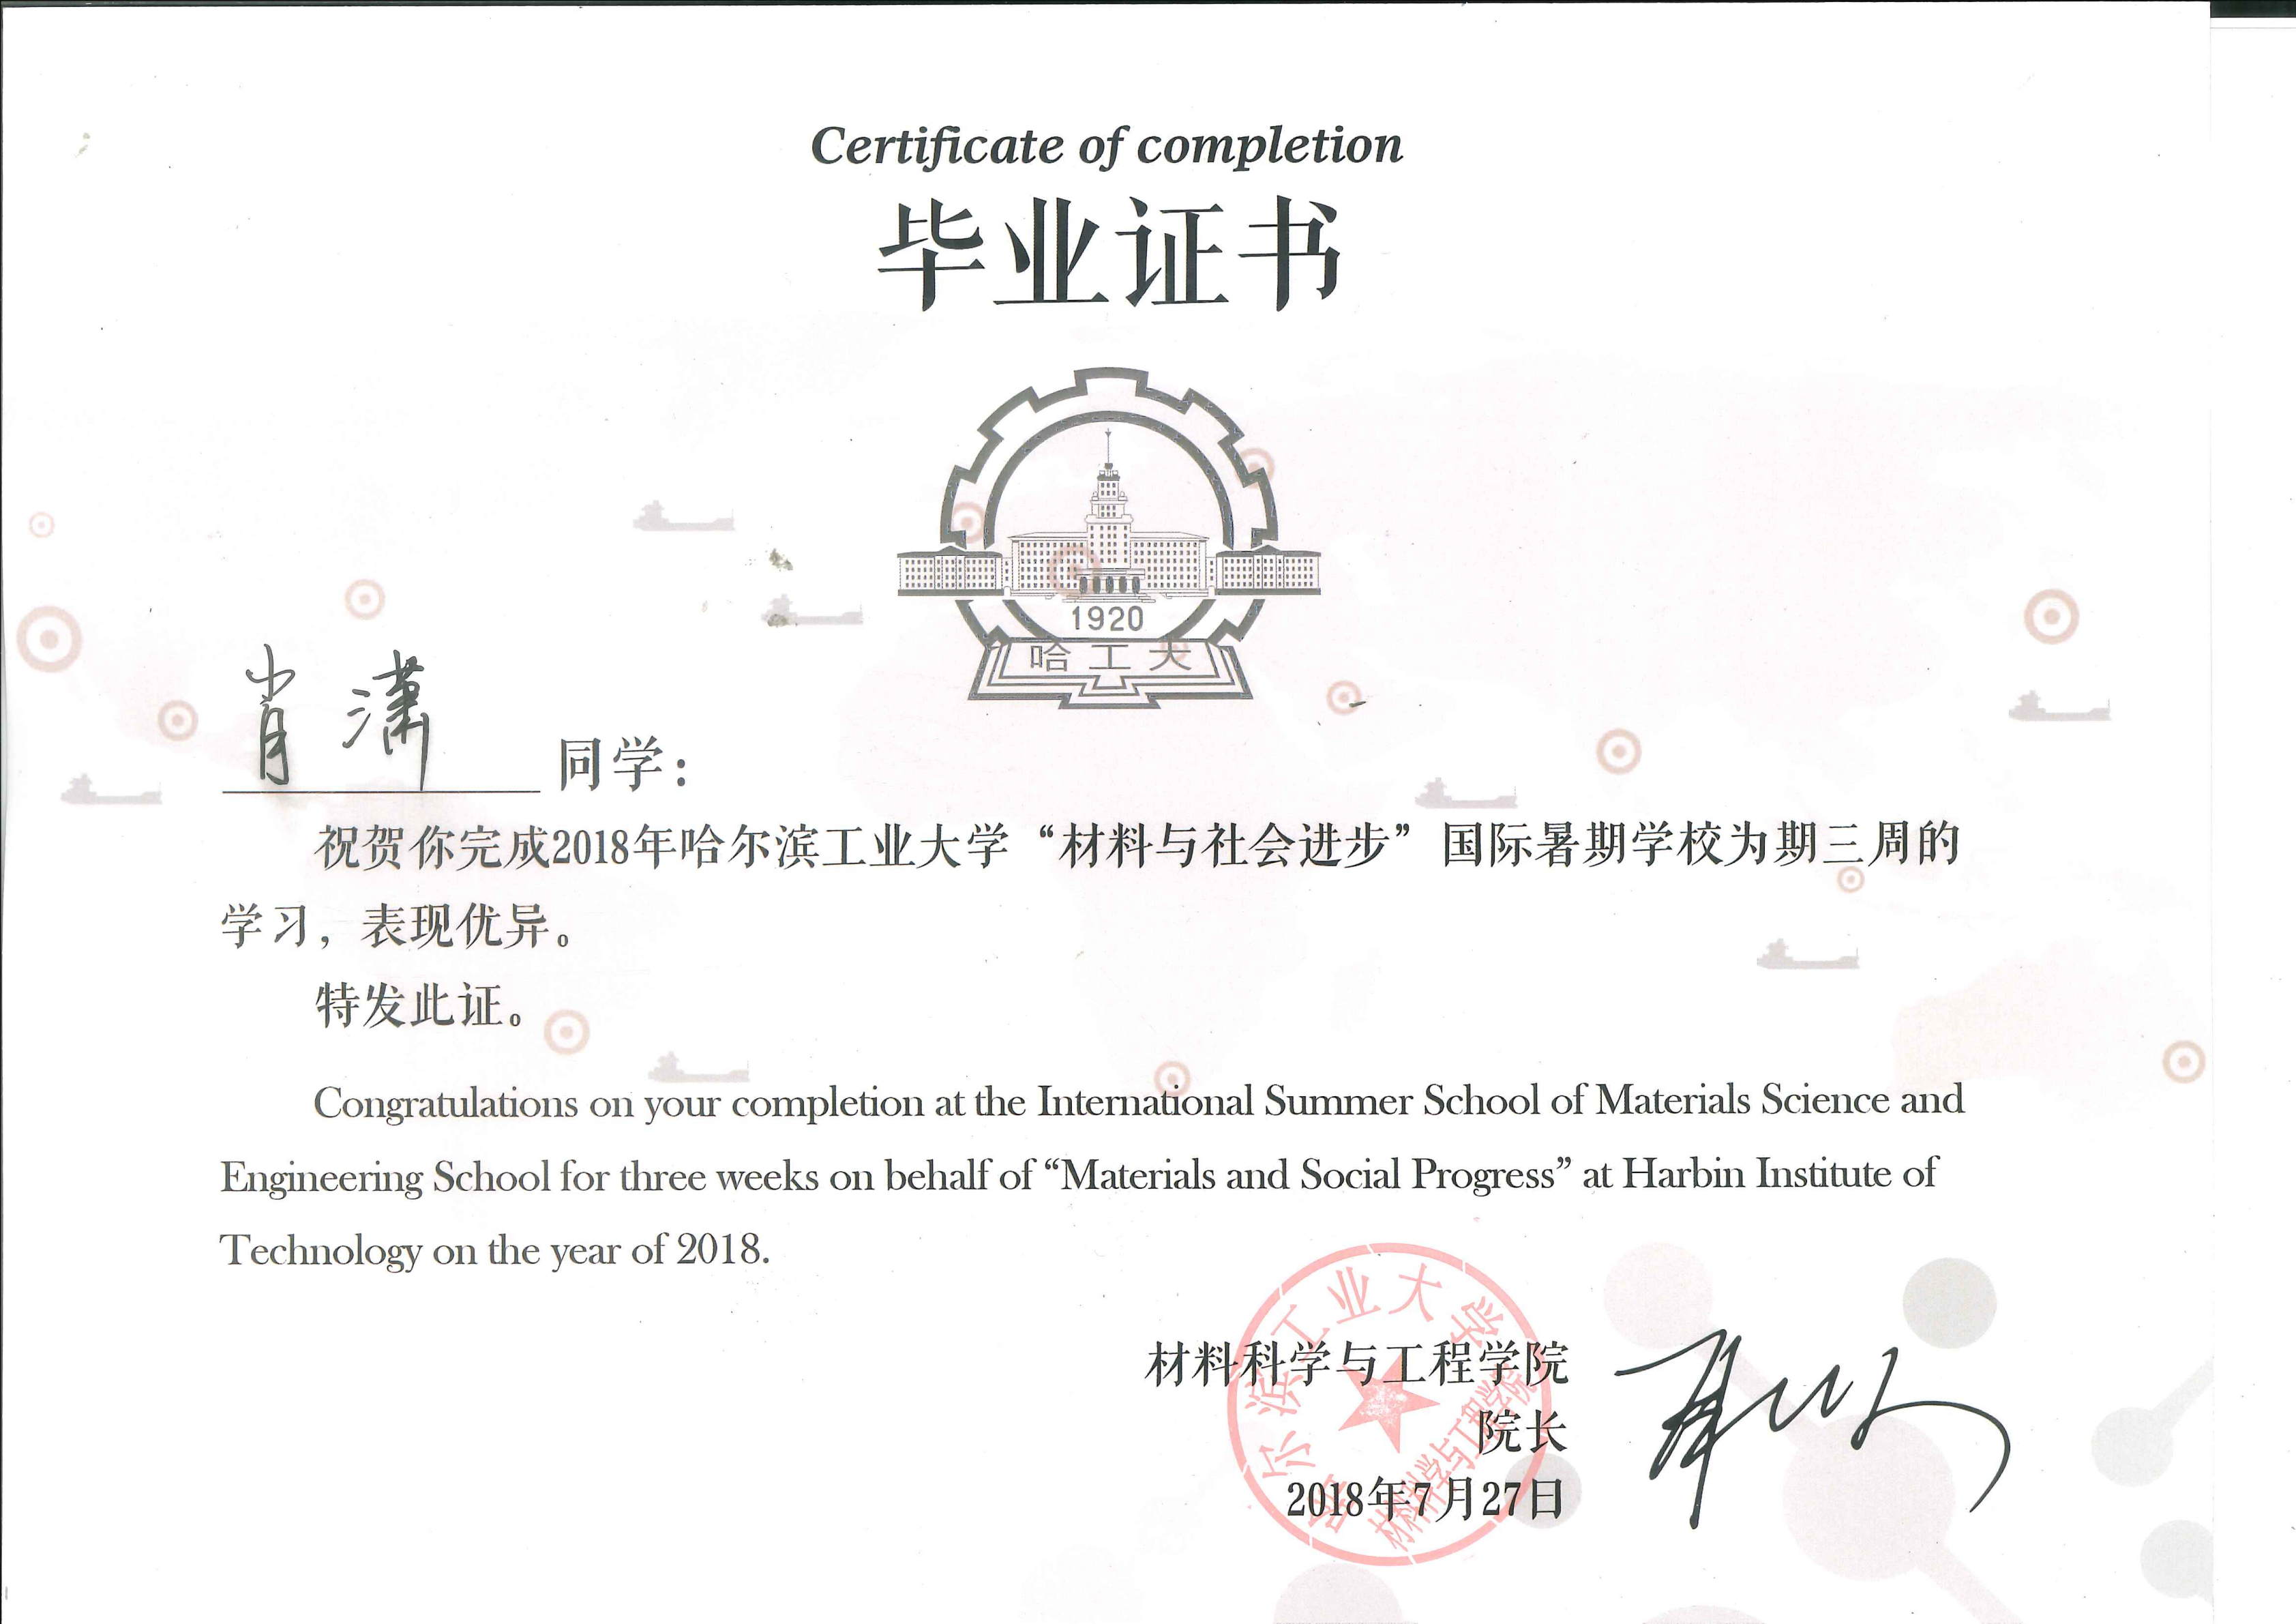 Certificate of completion
毕业证书
1920
哈工大
肖潇 同学：
祝贺你完成2018年哈尔滨工业大学“材料与社会进步”国际暑期学校为期三周的
学习，表现优异。
特发此证。
Congratulations on your completion at the International Summer School of Materials Science and
Engineering School for three weeks on behalf of “Materials and Social Progress” at Harbin Institute of
Technology on the year of 2018.
哈尔滨工业大学
材料科学与工程学院
材料科学与工程学院
院长
2018年7月27日